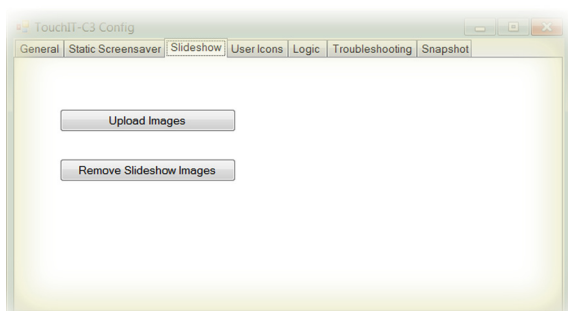 TouchIT-C3 Config
General Static Screensaver Slideshow User Icons Logic Troubleshooting Snapshot
Upload Images
Remove Slideshow Images